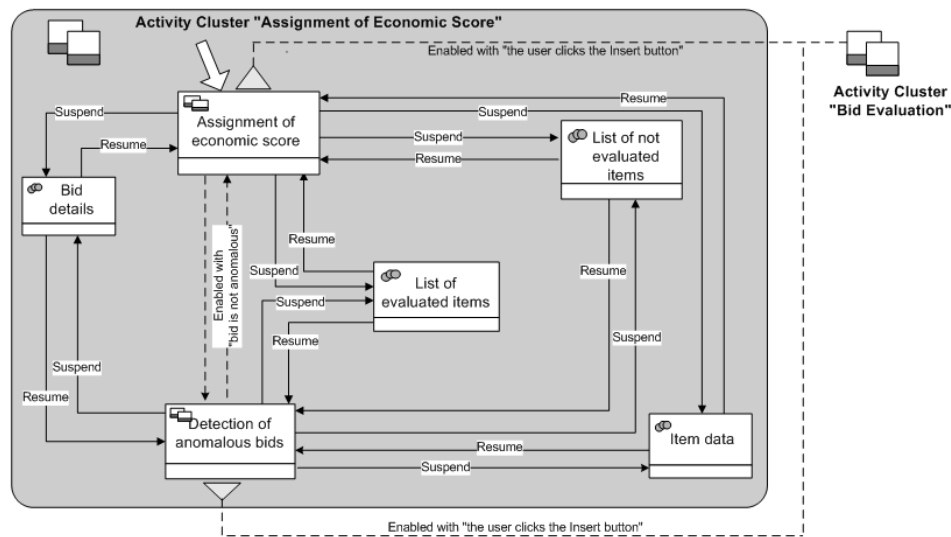 Activity Cluster "Assignment of Economic Score"
Enabled with "the user clicks the Insert button"
Activity Cluster
"Bid Evaluation"
Resume
Suspend
Suspend
Assignment of
economic score
Suspend
Resume
List of not
evaluated
items
Resume
Bid
details
Enabled with
"bid is not anomalous"
Resume
Suspend
Suspend
List of
evaluated items
Resume
Resume
Suspend
Suspend
Resume
Detection of
anomalous bids
Resume
Suspend
Item data
Enabled with "the user clicks the Insert button"